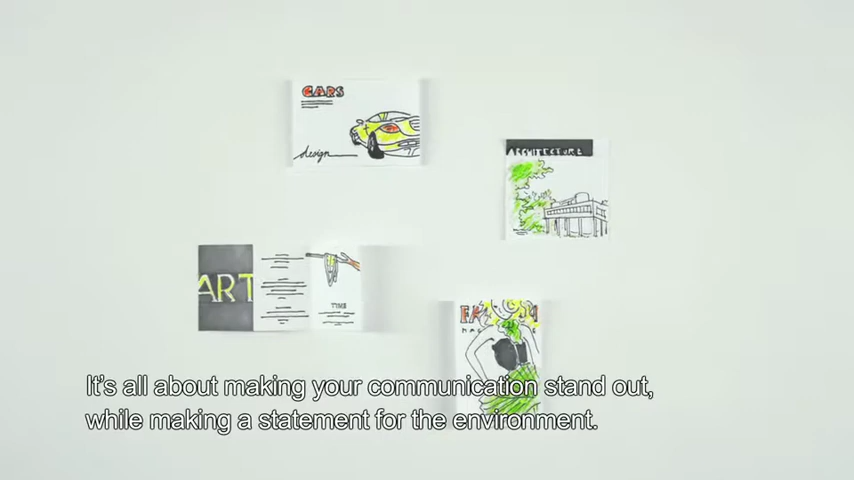 CARS
design
ARCHITECTURE
ART
TIME
It's all about making your communication stand out,
while making a statement for the environment.